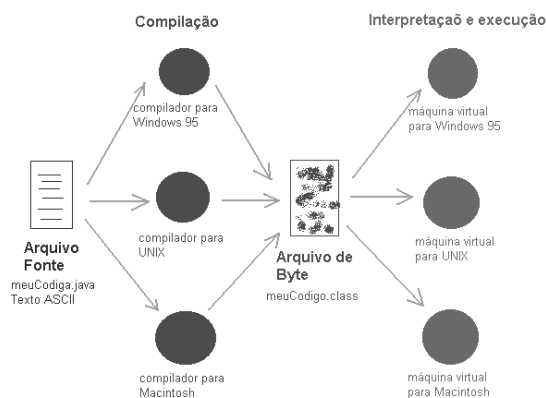 Compilação
Interpretaçaõ e execução
compilador para
Windows 95
máquina virtual
para Windows 95
Arquivo
Fonte
meuCodiga.java
Texto ASCII
compilador para
UNIX
Arquivo de
Byte
meuCodigo.class
máquina virtual
para UNIX
compilador para
Macintosh
máquina virtual
para Macintosh